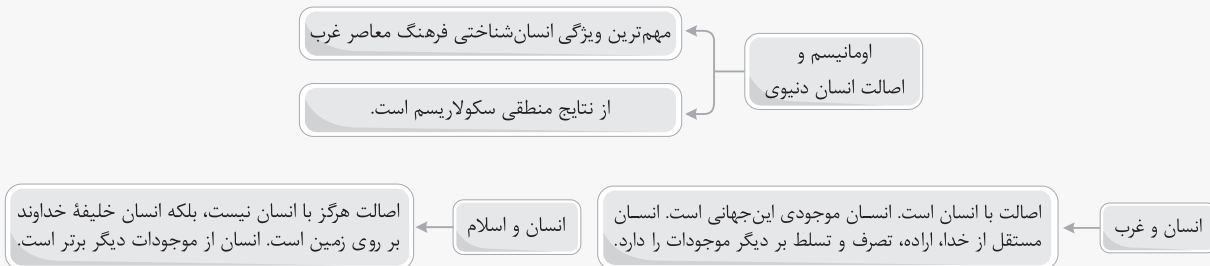 اومانیسم و
اصالت انسان دنیوی
مهم‌ترین ویژگی انسان‌شناختی فرهنگ معاصر غرب
از نتایج منطقی سکولاریسم است.
انسان و غرب
اصالت با انسان است. انسـان موجودی این‌جهانی است. انسـان
مستقل از خدا، اراده، تصرف و تسلط بر دیگر موجودات را دارد.
انسان و اسلام
اصالت هرگز با انسان نیست، بلکه انسان خلیفهٔ خداوند
بر روی زمین است. انسان از موجودات دیگر برتر است.